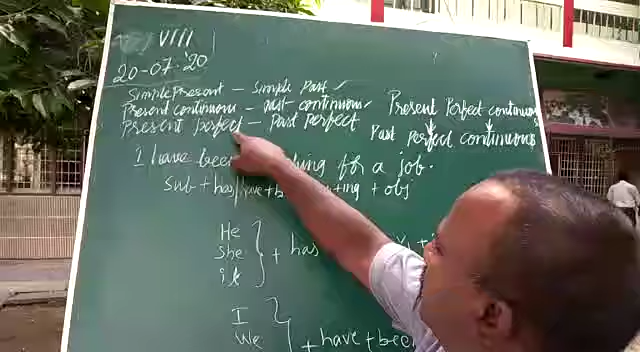 VIII
20-07-20
Simple Present — Simple Past ✓
Present Continuous — Past - continuous ✓
Present perfect — Past Perfect
Present Perfect continuous
Past perfect continuous
I have been for a job.
Sub + has/have + +ing + obj
He
She
it
} + has
I
We
+ have + been